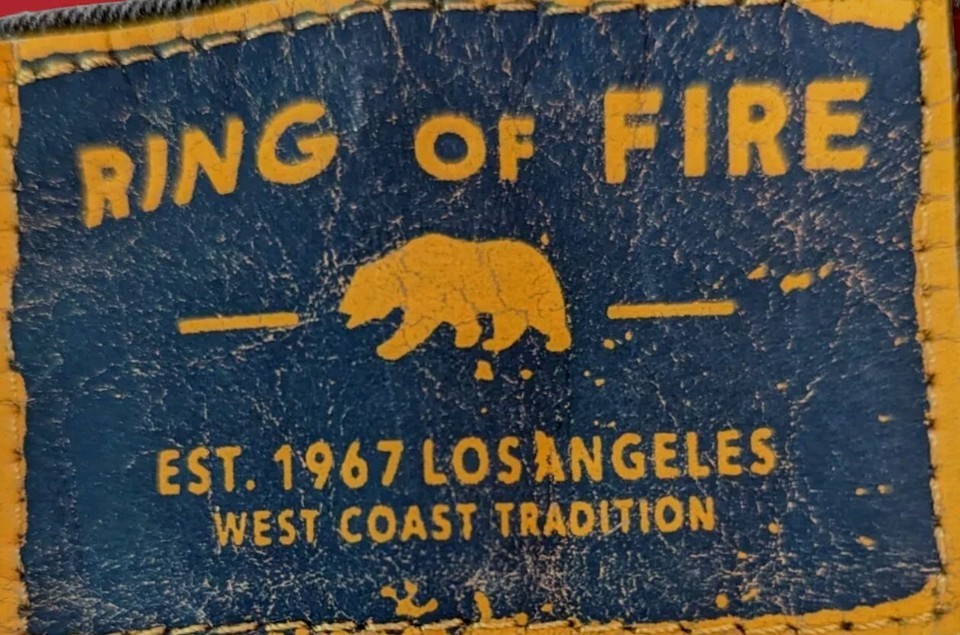 RING OF FIRE
EST. 1967 LOS ANGELES
WEST COAST TRADITION